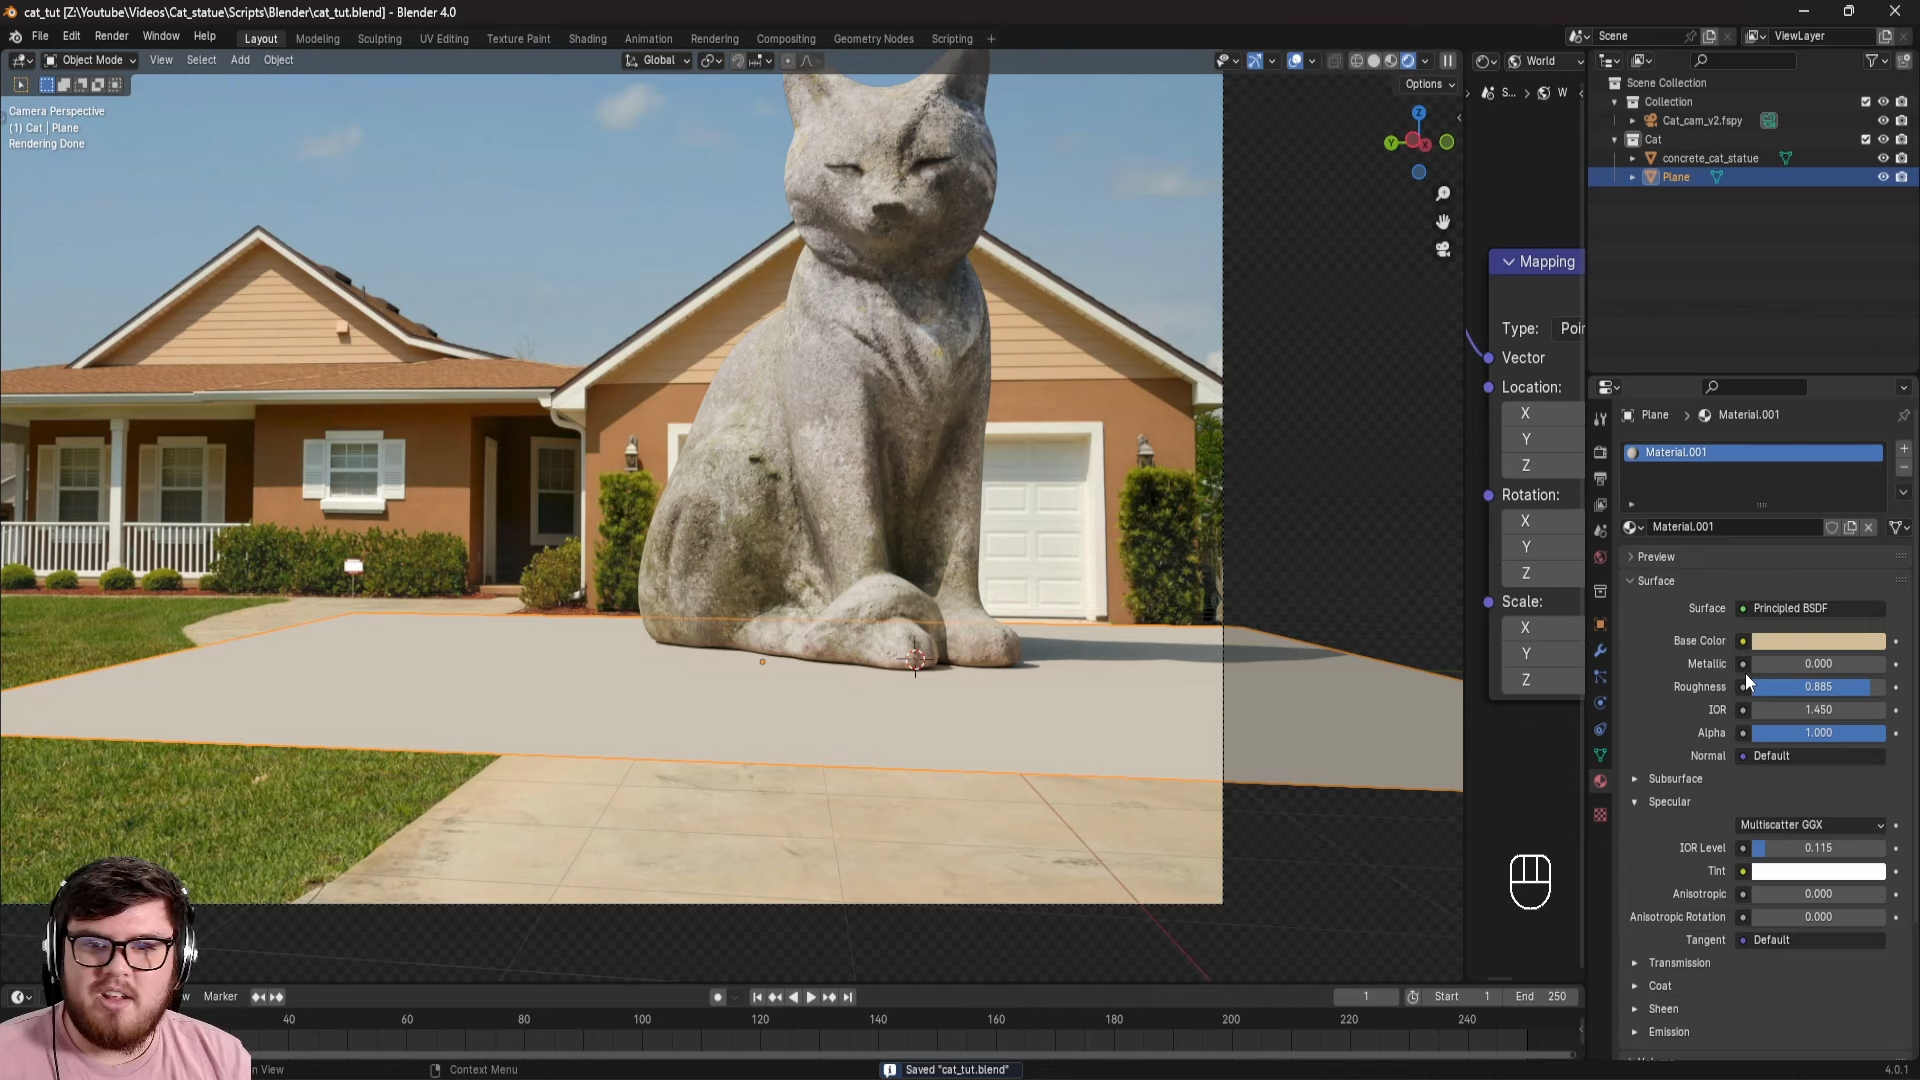 cat_tut [Z:\Youtube\Videos\Cat_statue\Scripts\Blender\cat_tut.blend] - Blender 4.0
File Edit Render Window Help Layout Modeling Sculpting UV Editing Texture Paint Shading Animation Rendering Compositing Geometry Nodes Scripting + Scene ViewLayer
Object Mode View Select Add Object Global World
Options
Camera Perspective
(1) Cat | Plane
Rendering Done
Z
Y
X
S... > W
Mapping
Type:
Vector
Location:
X
Y
Z
Rotation:
X
Y
Z
Scale:
X
Y
Z
Scene Collection
Collection
Cat_cam_v2.fspy
Cat
concrete_cat_statue
Plane
Plane > Material.001
Material.001
Material.001
Preview
Surface
Surface Principled BSDF
Base Color
Metallic 0.000
Roughness 0.885
IOR 1.450
Alpha 1.000
Normal Default
Subsurface
Specular
Multiscatter GGX
IOR Level 0.115
Tint
Anisotropic 0.000
Anisotropic Rotation 0.000
Tangent Default
Transmission
Coat
Sheen
Emission
Marker 1 Start 1 End 250
40 60 80 100 120 140 160 180 200 220 240
View Context Menu Saved "cat_tut.blend" 4.0.1